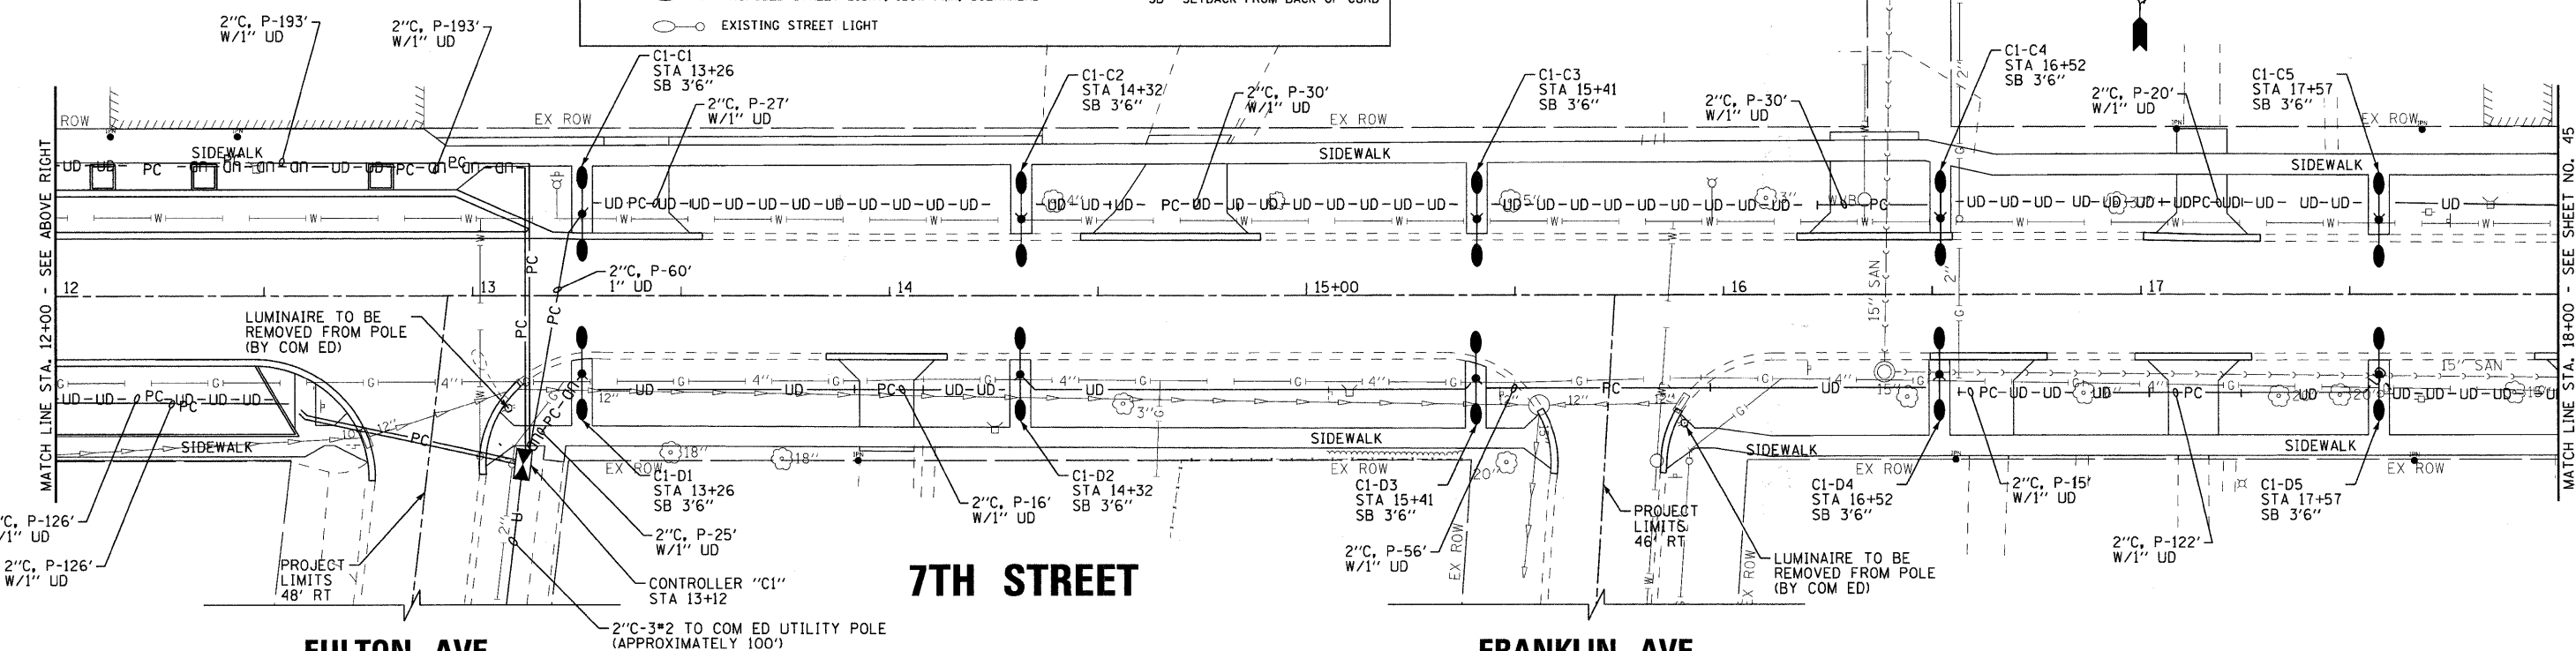 EXISTING STREET LIGHT
2"C, P-193'
W/1" UD
2"C, P-193'
W/1" UD
C1-C1
STA 13+26
SB 3'6"
2"C, P-27'
W/1" UD
C1-C2
STA 14+32
SB 3'6"
2"C, P-30'
W/1" UD
C1-C3
STA 15+41
SB 3'6"
2"C, P-30'
W/1" UD
C1-C4
STA 16+52
SB 3'6"
2"C, P-20'
W/1" UD
C1-C5
STA 17+57
SB 3'6"
MATCH LINE STA. 12+00 - SEE ABOVE RIGHT
ROW
EX ROW
EX ROW
EX ROW
SIDEWALK
SIDEWALK
SIDEWALK
2"C, P-60'
1" UD
12
13
14
15+00
16
17
15" SAN
LUMINAIRE TO BE
REMOVED FROM POLE
(BY COM ED)
15" SAN
SIDEWALK
SIDEWALK
SIDEWALK
SIDEWALK
EX ROW
EX ROW
EX ROW
EX ROW
C1-D1
STA 13+26
SB 3'6"
2"C, P-16'
W/1" UD
C1-D2
STA 14+32
SB 3'6"
C1-D3
STA 15+41
SB 3'6"
C1-D4
STA 16+52
SB 3'6"
2"C, P-15'
W/1" UD
C1-D5
STA 17+57
SB 3'6"
MATCH LINE STA. 18+00 - SEE SHEET NO. 45
"C, P-126'
/1" UD
2"C, P-126'
W/1" UD
PROJECT
LIMITS
48' RT
2"C, P-25'
W/1" UD
CONTROLLER "C1"
STA 13+12
2"C-3#2 TO COM ED UTILITY POLE
(APPROXIMATELY 100')
7TH STREET
2"C, P-56'
W/1" UD
EX ROW
PROJECT
LIMITS
46' RT
EX ROW
LUMINAIRE TO BE
REMOVED FROM POLE
(BY COM ED)
2"C, P-122'
W/1" UD
FULTON AVE
FRANKLIN AVE